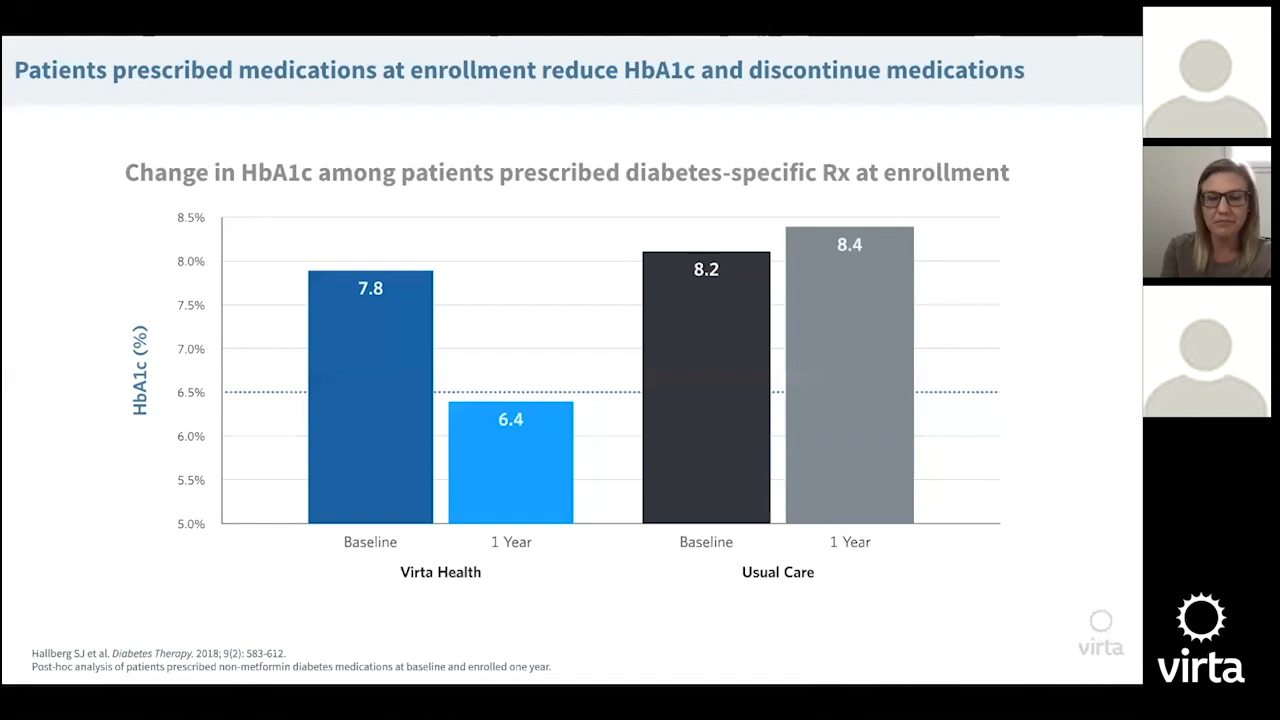 Patients prescribed medications at enrollment reduce HbA1c and discontinue medications
Change in HbA1c among patients prescribed diabetes-specific Rx at enrollment
HbA1c (%)
8.5%
8.0%
7.5%
7.0%
6.5%
6.0%
5.5%
5.0%
7.8
6.4
8.2
8.4
Baseline
1 Year
Baseline
1 Year
Virta Health
Usual Care
Hallberg SJ et al. Diabetes Therapy. 2018; 9(2): 583-612.
Post-hoc analysis of patients prescribed non-metformin diabetes medications at baseline and enrolled one year.
virta
virta